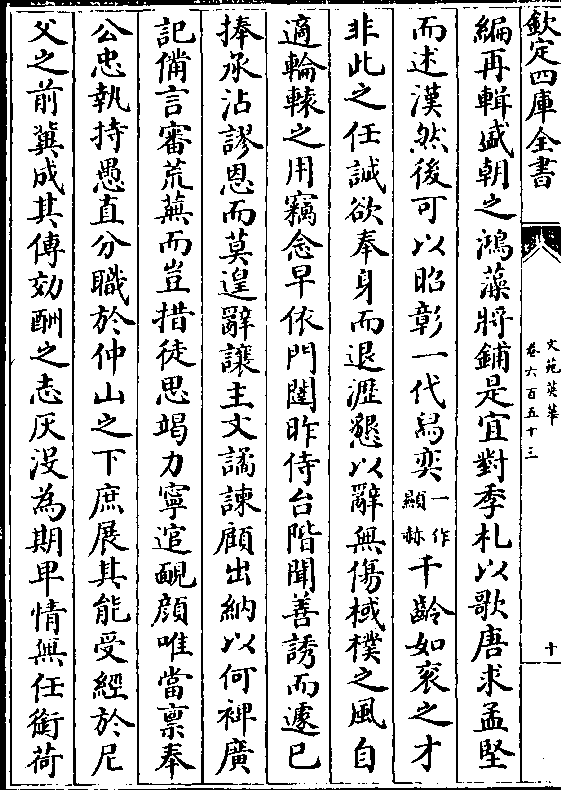 欽定四庫全書
文苑英華
卷六百五十三
十
編再輯盛朝之鴻藻將鋪是宜對季札以歌唐求孟堅
而述漢然後可以昭彰一代舄奕一作顯赫千齡如衮之才
非此之任誠欲奉身而退瀝懇以辭無傷棫樸之風自
適輪轅之用竊念早依門闥昨侍台階聞善誘而遽已
捧承沾謬恩而莫遑辭讓主文譎諫顧出納以何裨廣
記備言審荒蕪而豈措徒思竭力寧逭靦顔唯當禀奉
公忠執持愚直分職於仲山之下庶展其能受經於尼
父之前冀成其傳効酬之志灰沒為期卑情無任銜荷